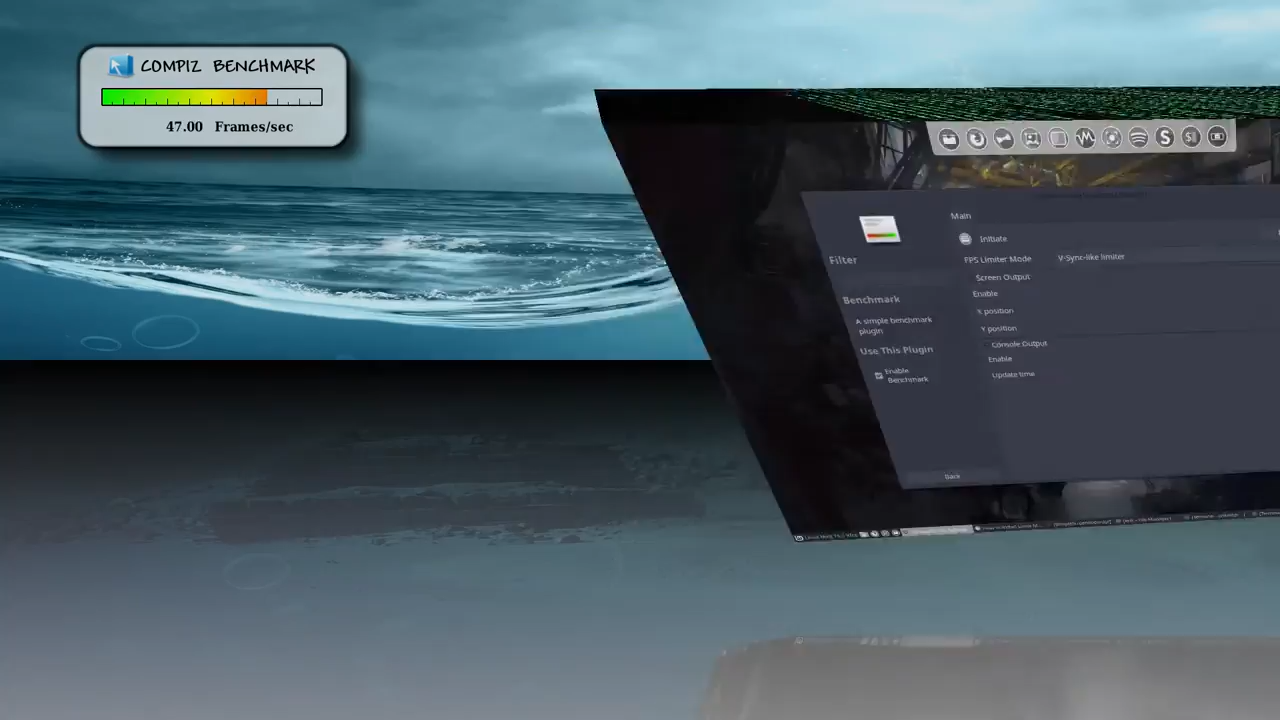 COMPIZ BENCHMARK
47.00 Frames/sec
Main
Initiate
Filter
FPS Limiter Mode
V-Sync-like limiter
Screen Output
Enable
Benchmark
X position
A simple benchmark
plugin
Y position
Console Output
Use This Plugin
Enable
Enable
Benchmark
Update time
Back